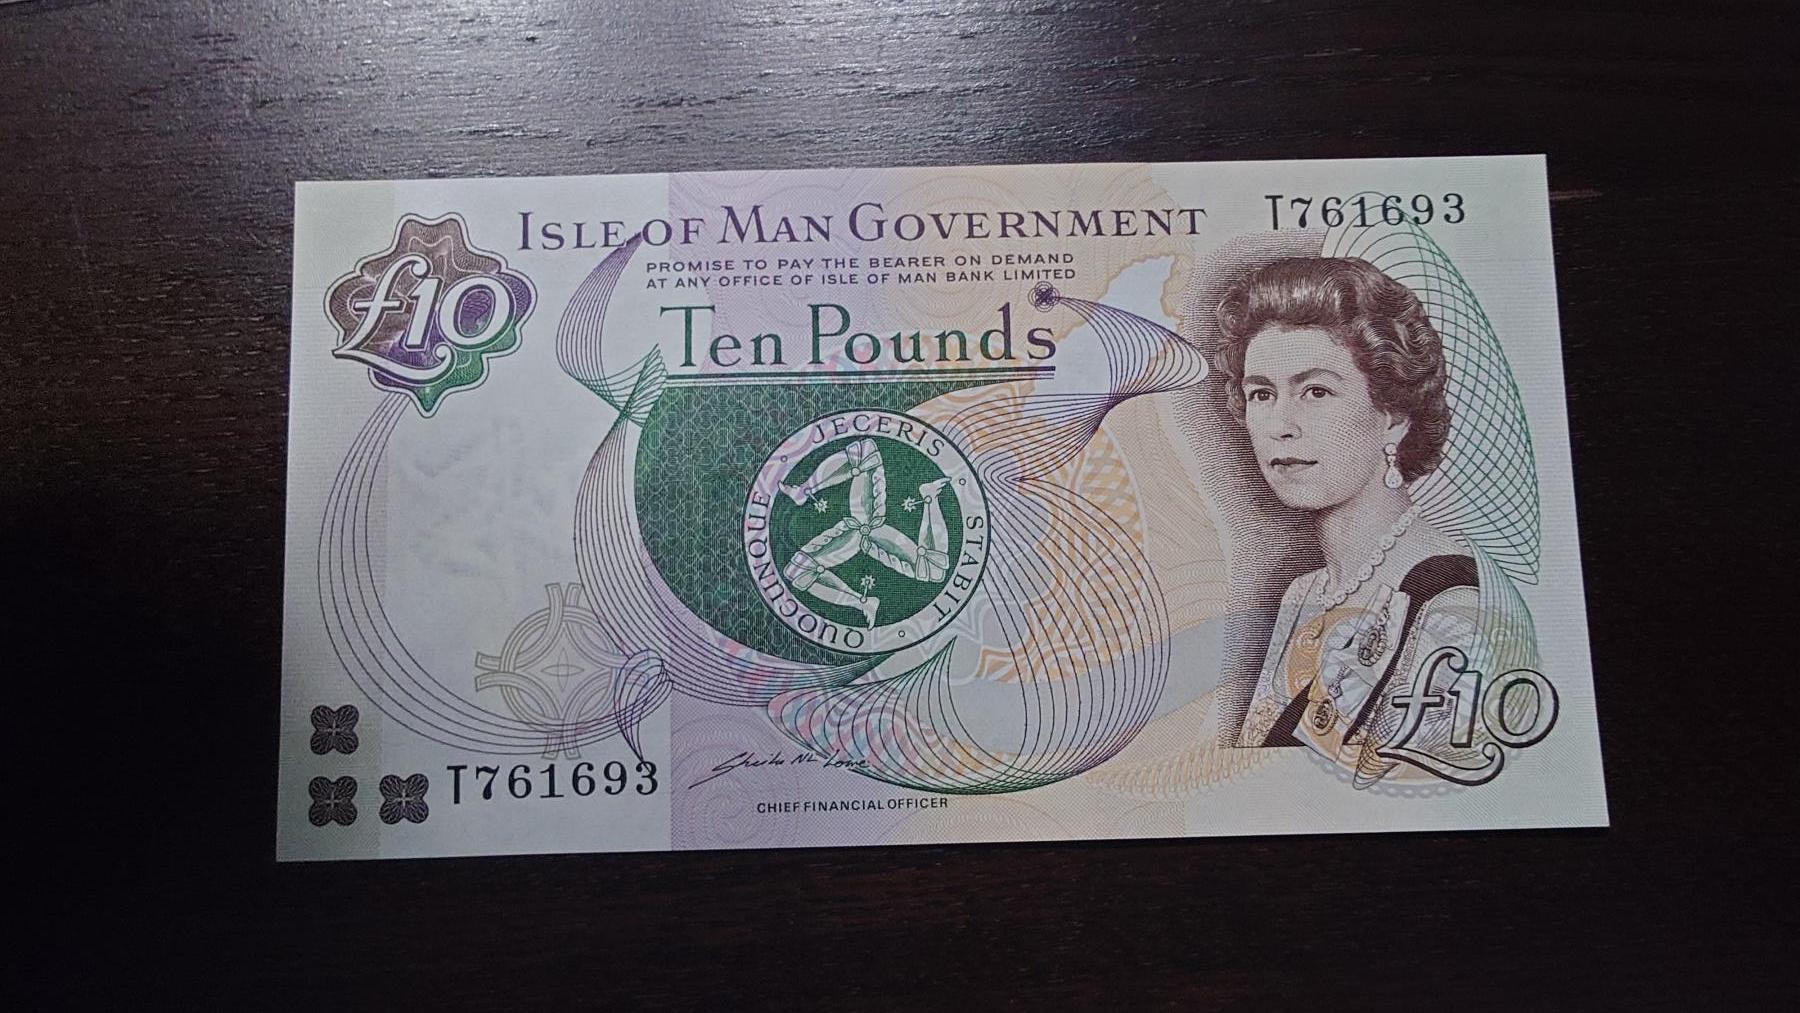 ISLE OF MAN GOVERNMENT
T761693
PROMISE TO PAY THE BEARER ON DEMAND
AT ANY OFFICE OF ISLE OF MAN BANK LIMITED
£10
Ten Pounds
QUOCUNQUE · JECERIS · STABIT ·
£10
T761693
CHIEF FINANCIAL OFFICER